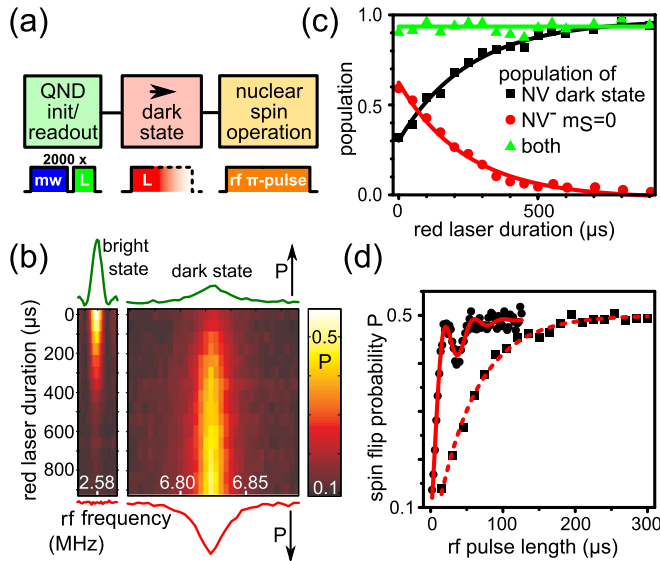 (a)
QND
init/
readout
dark
state
nuclear
spin
operation
2000 x
mw
L
L
rf π-pulse
(b)
bright
state
dark state
P
red laser duration (µs)
0
200
400
600
800
2.58
6.80
6.85
0.5
P
0.1
rf frequency
(MHz)
P
(c)
population
1.0
0.5
0.0
0
500
red laser duration (µs)
population of
NV dark state
NV⁻ mS=0
both
(d)
spin flip probability P
0.5
0.1
0
100
200
300
rf pulse length (µs)